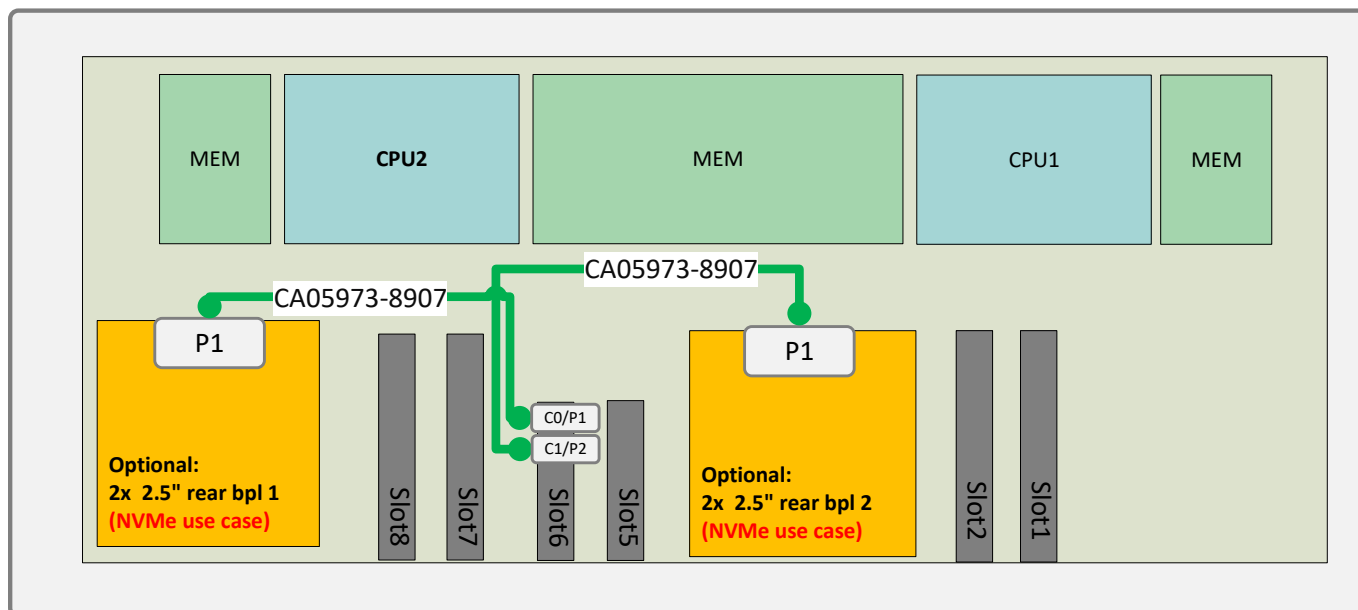 MEM
CPU2
MEM
CPU1
MEM
CA05973-8907
CA05973-8907
P1
P1
C0/P1
C1/P2
Optional:
2x 2.5" rear bpl 1
(NVMe use case)
Slot8
Slot7
Slot6
Slot5
Optional:
2x 2.5" rear bpl 2
(NVMe use case)
Slot2
Slot1